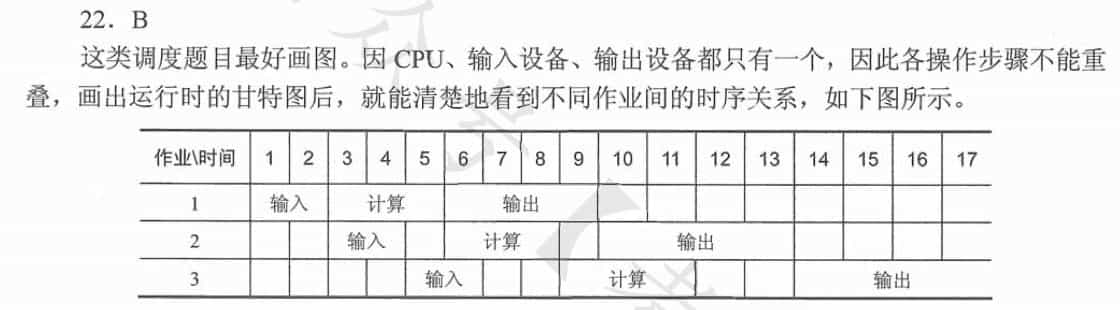 22. B
这类调度题目最好画图。因 CPU、输入设备、输出设备都只有一个，因此各操作步骤不能重
叠，画出运行时的甘特图后，就能清楚地看到不同作业间的时序关系，如下图所示。
作业\时间 1 2 3 4 5 6 7 8 9 10 11 12 13 14 15 16 17
1 输入 计算 输出
2 输入 计算 输出
3 输入 计算 输出